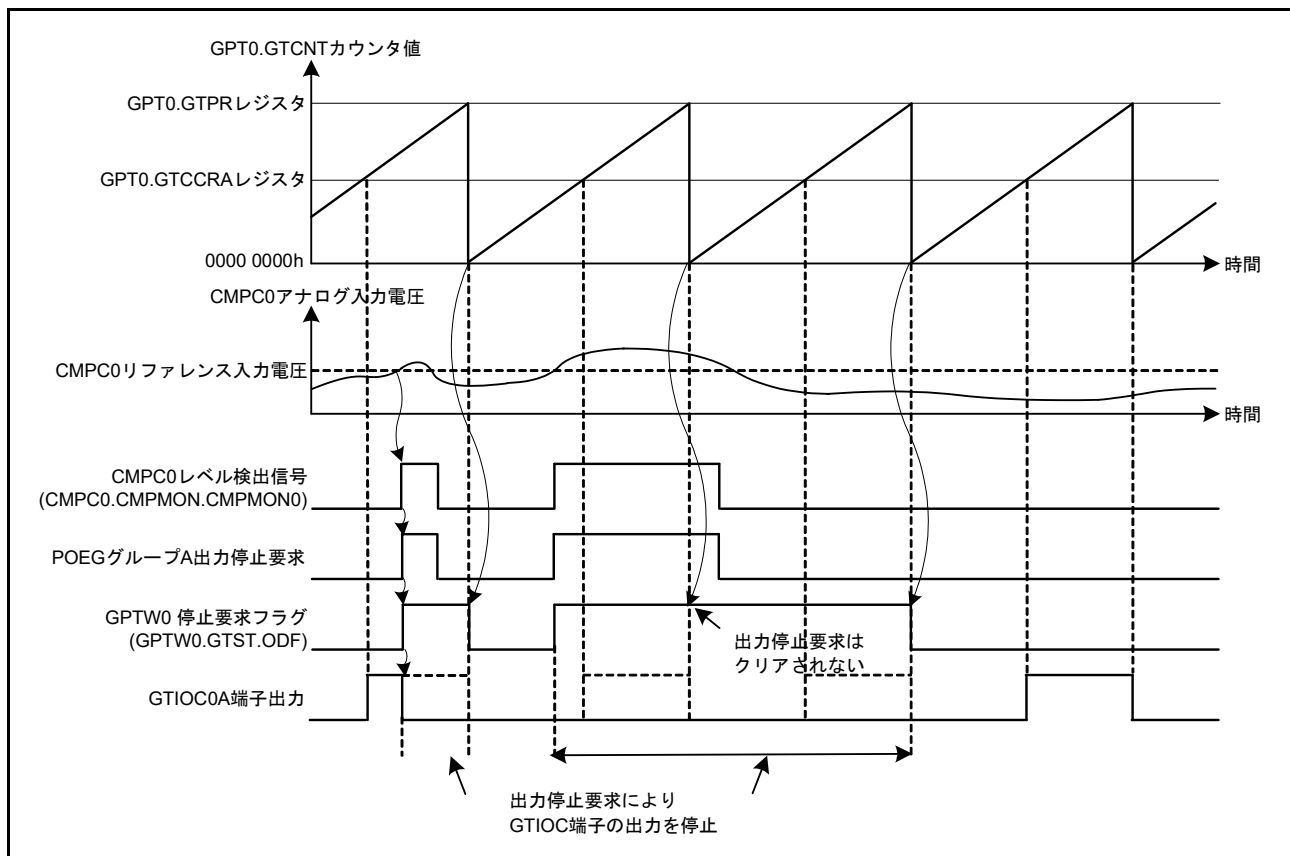 GPT0.GTCNTカウンタ値
GPT0.GTPRレジスタ
GPT0.GTCCRAレジスタ
0000 0000h
時間
CMPC0アナログ入力電圧
CMPC0リファレンス入力電圧
時間
CMPC0レベル検出信号
(CMPC0.CMPMON.CMPMON0)
POEGグループA出力停止要求
GPTW0 停止要求フラグ
(GPTW0.GTST.ODF)
出力停止要求は
クリアされない
GTIOC0A端子出力
出力停止要求により
GTIOC端子の出力を停止